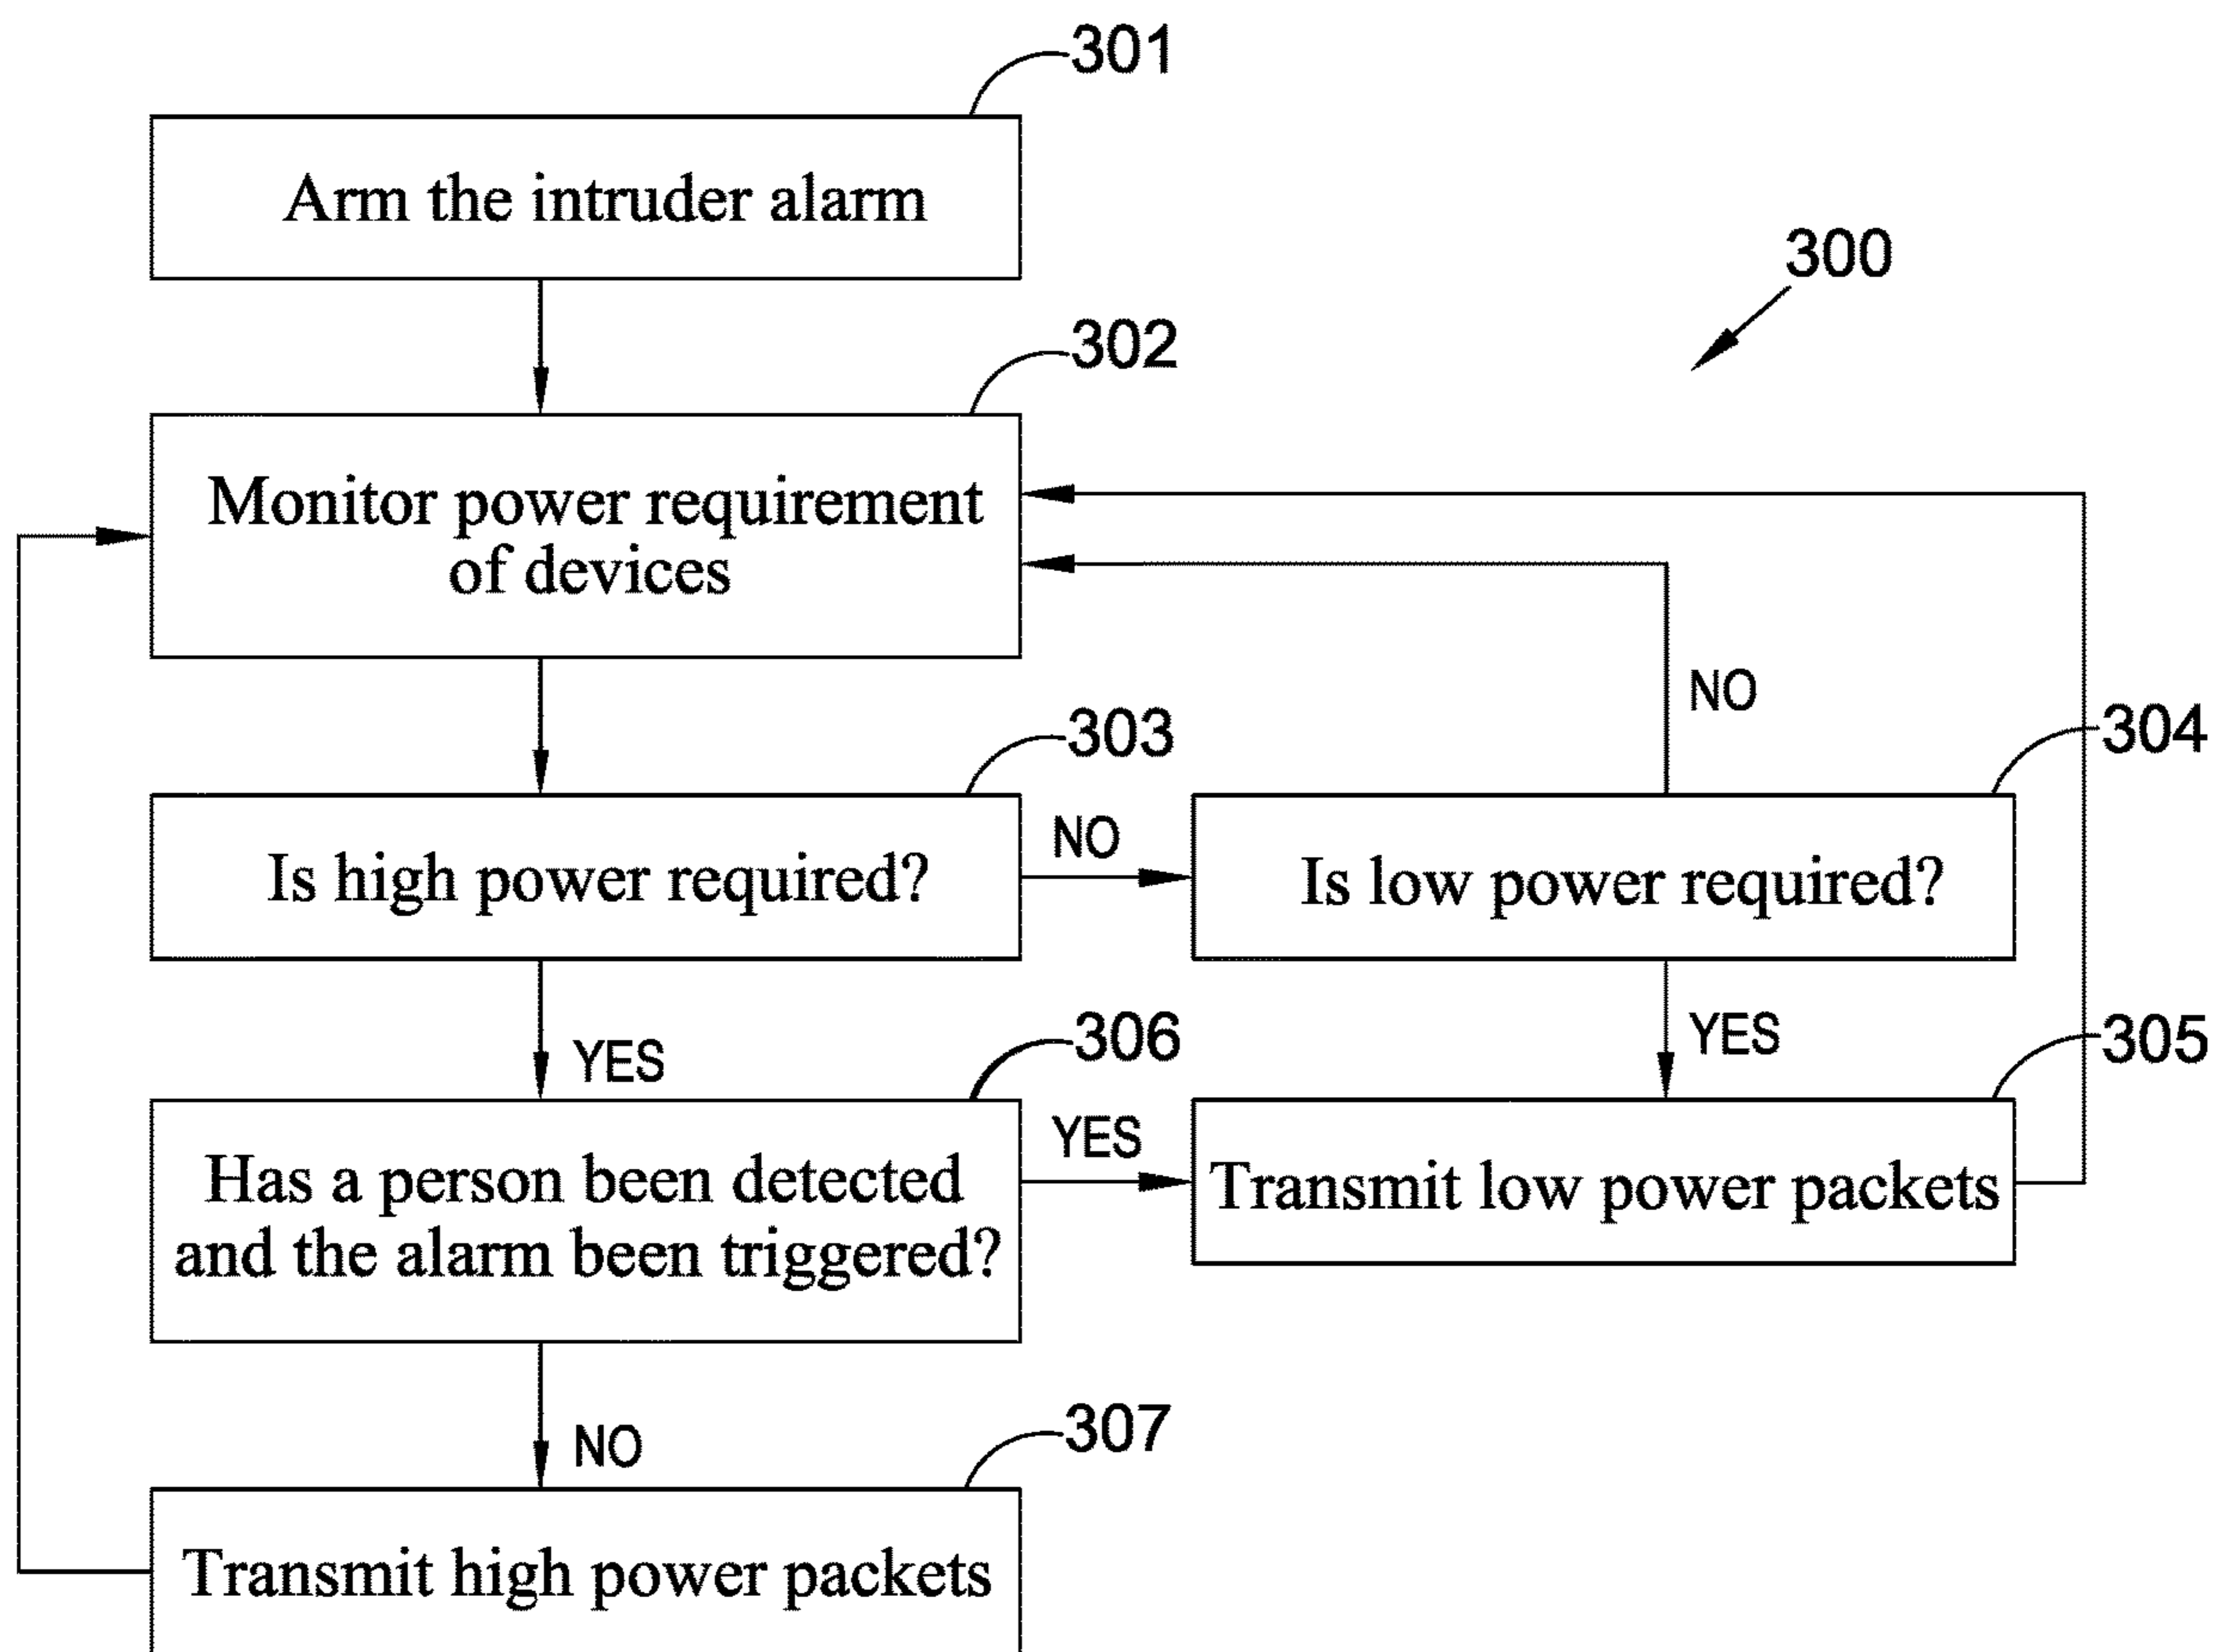 301
Arm the intruder alarm
300
302
Monitor power requirement
of devices
NO
303
304
NO
Is high power required?
Is low power required?
YES
YES
306
305
YES
Has a person been detected
and the alarm been triggered?
Transmit low power packets
NO
307
Transmit high power packets